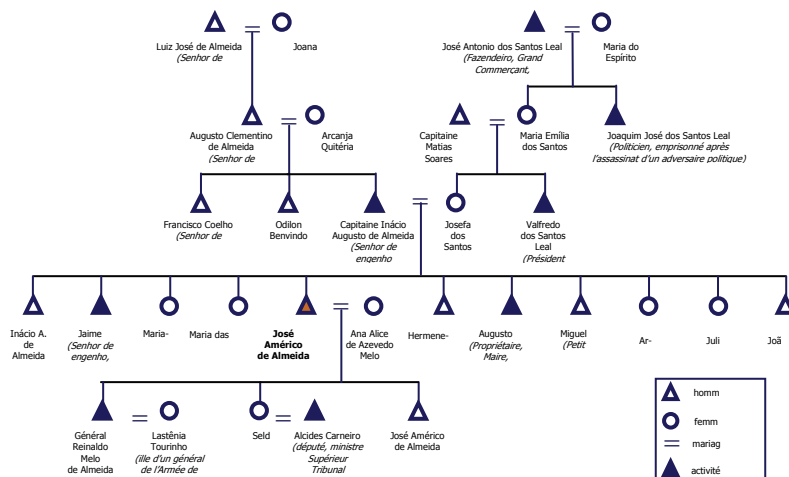 Luiz José de Almeida
(Senhor de
Joana
José Antonio dos Santos Leal
(Fazendeiro, Grand
Commerçant,
Maria do
Espírito
Augusto Clementino
de Almeida
(Senhor de
Arcanja
Quitéria
Capitaine
Matias
Soares
Maria Emília
dos Santos
Joaquim José dos Santos Leal
(Politicien, emprisonné après
l'assassinat d'un adversaire politique)
Francisco Coelho
(Senhor de
Odilon
Benvindo
Capitaine Inácio
Augusto de Almeida
(Senhor de
engenho
Josefa
dos
Santos
Valfredo
dos Santos
Leal
(Président
Inácio A.
de
Almeida
Jaime
(Senhor de
engenho,
Maria-
Maria das
José
Américo
de Almeida
Ana Alice
de Azevedo
Melo
Hermene-
Augusto
(Propriétaire,
Maire,
Miguel
(Petit
Ar-
Juli
Joã
Général
Reinaldo
Melo
de Almeida
Lastênia
Tourinho
(ille d'un général
de l'Armée de
Seld
Alcides Carneiro
(député, ministre
Supérieur
Tribunal
José Américo
de Almeida
homm
femm
mariag
activité